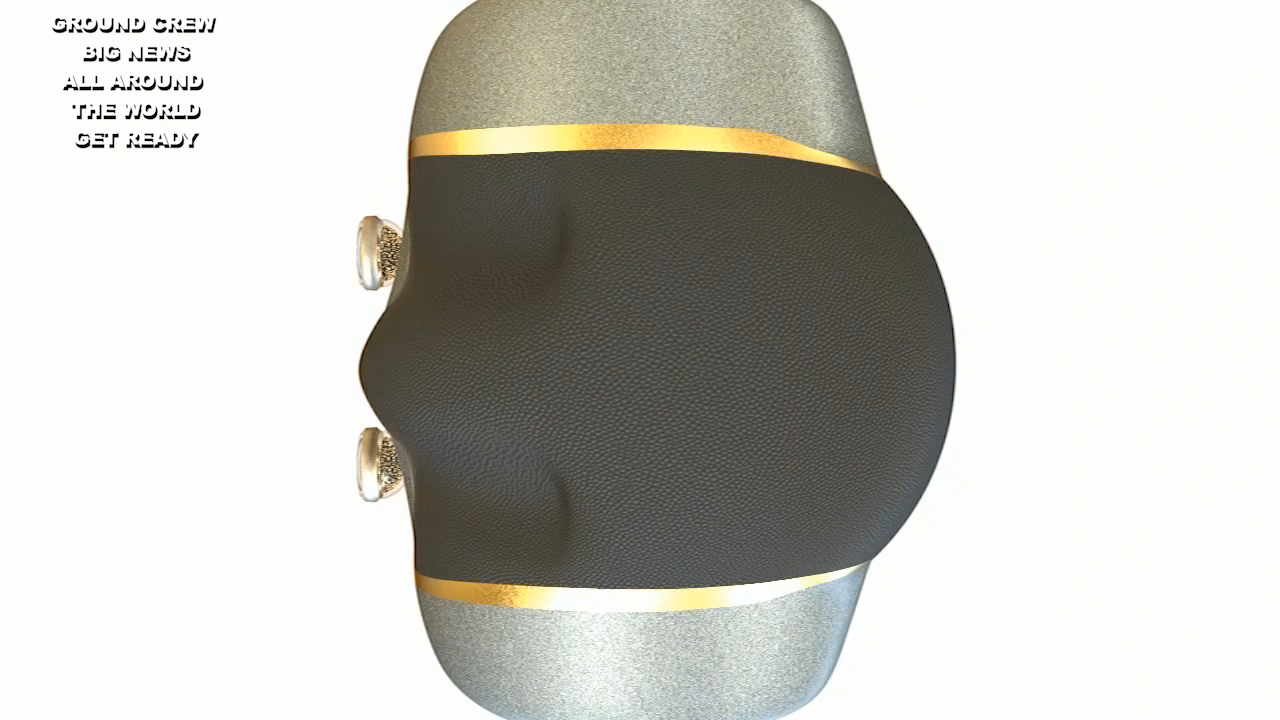 GROUND CREW
BIG NEWS
ALL AROUND
THE WORLD
GET READY